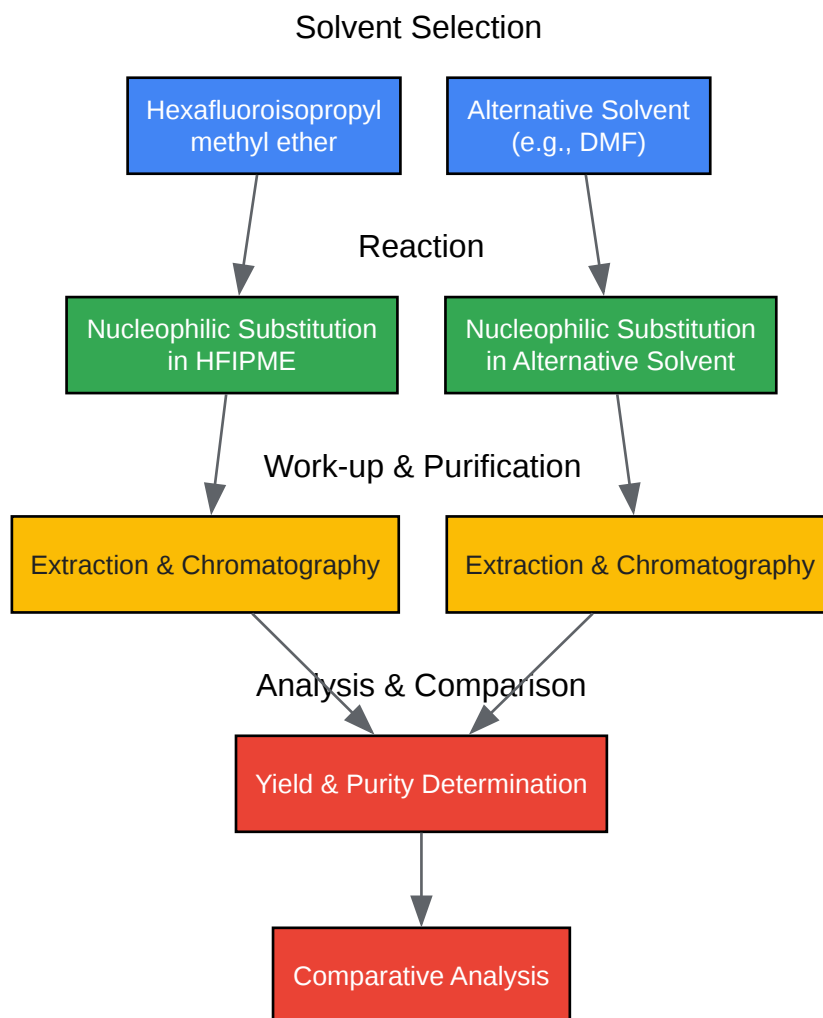 Solvent Selection
Hexafluoroisopropyl
methyl ether
Alternative Solvent
(e.g., DMF)
Reaction
Nucleophilic Substitution
in HFIPME
Nucleophilic Substitution
in Alternative Solvent
Work-up & Purification
Extraction & Chromatography
Extraction & Chromatography
Analysis & Comparison
Yield & Purity Determination
Comparative Analysis